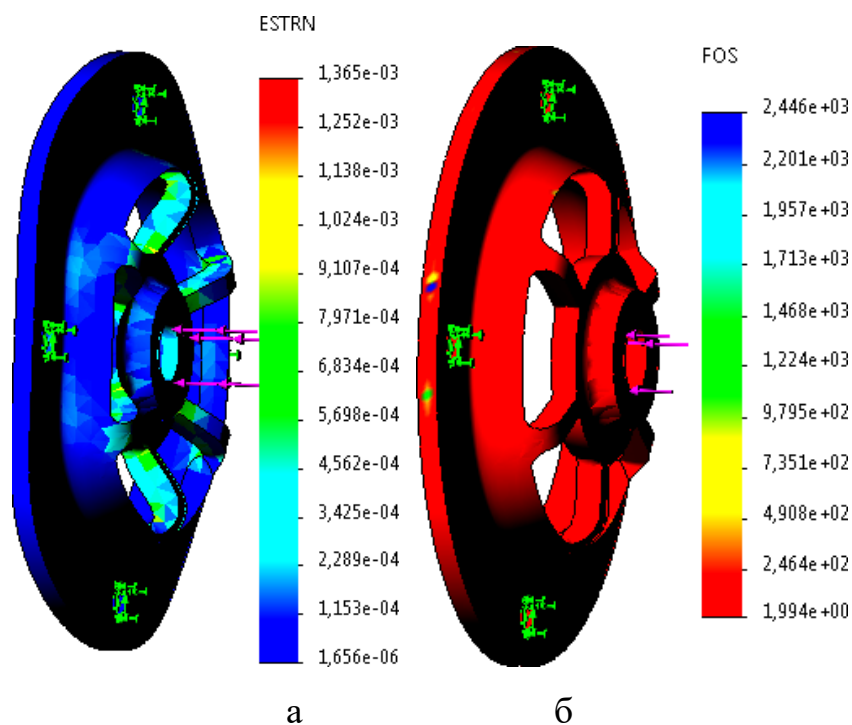 ESTRN
1,365e-03
1,252e-03
1,138e-03
1,024e-03
9,107e-04
7,971e-04
6,834e-04
5,698e-04
4,562e-04
3,425e-04
2,289e-04
1,153e-04
1,656e-06
FOS
2,446e+03
2,201e+03
1,957e+03
1,713e+03
1,468e+03
1,224e+03
9,795e+02
7,351e+02
4,908e+02
2,464e+02
1,994e+00
а
б